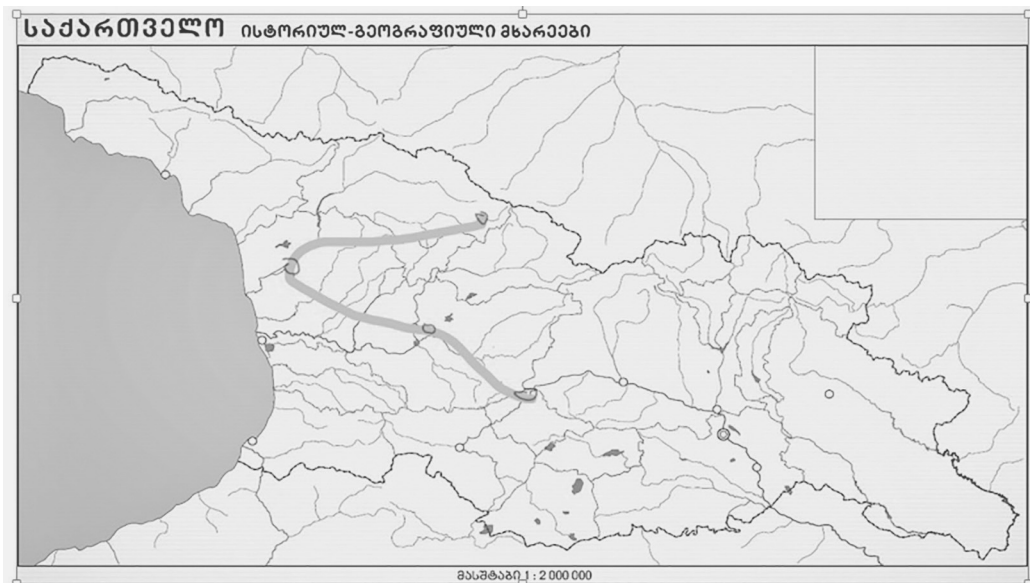 საქართველო ისტორიულ-გეოგრაფიული მხარეები
მასშტაბი 1 : 2 000 000